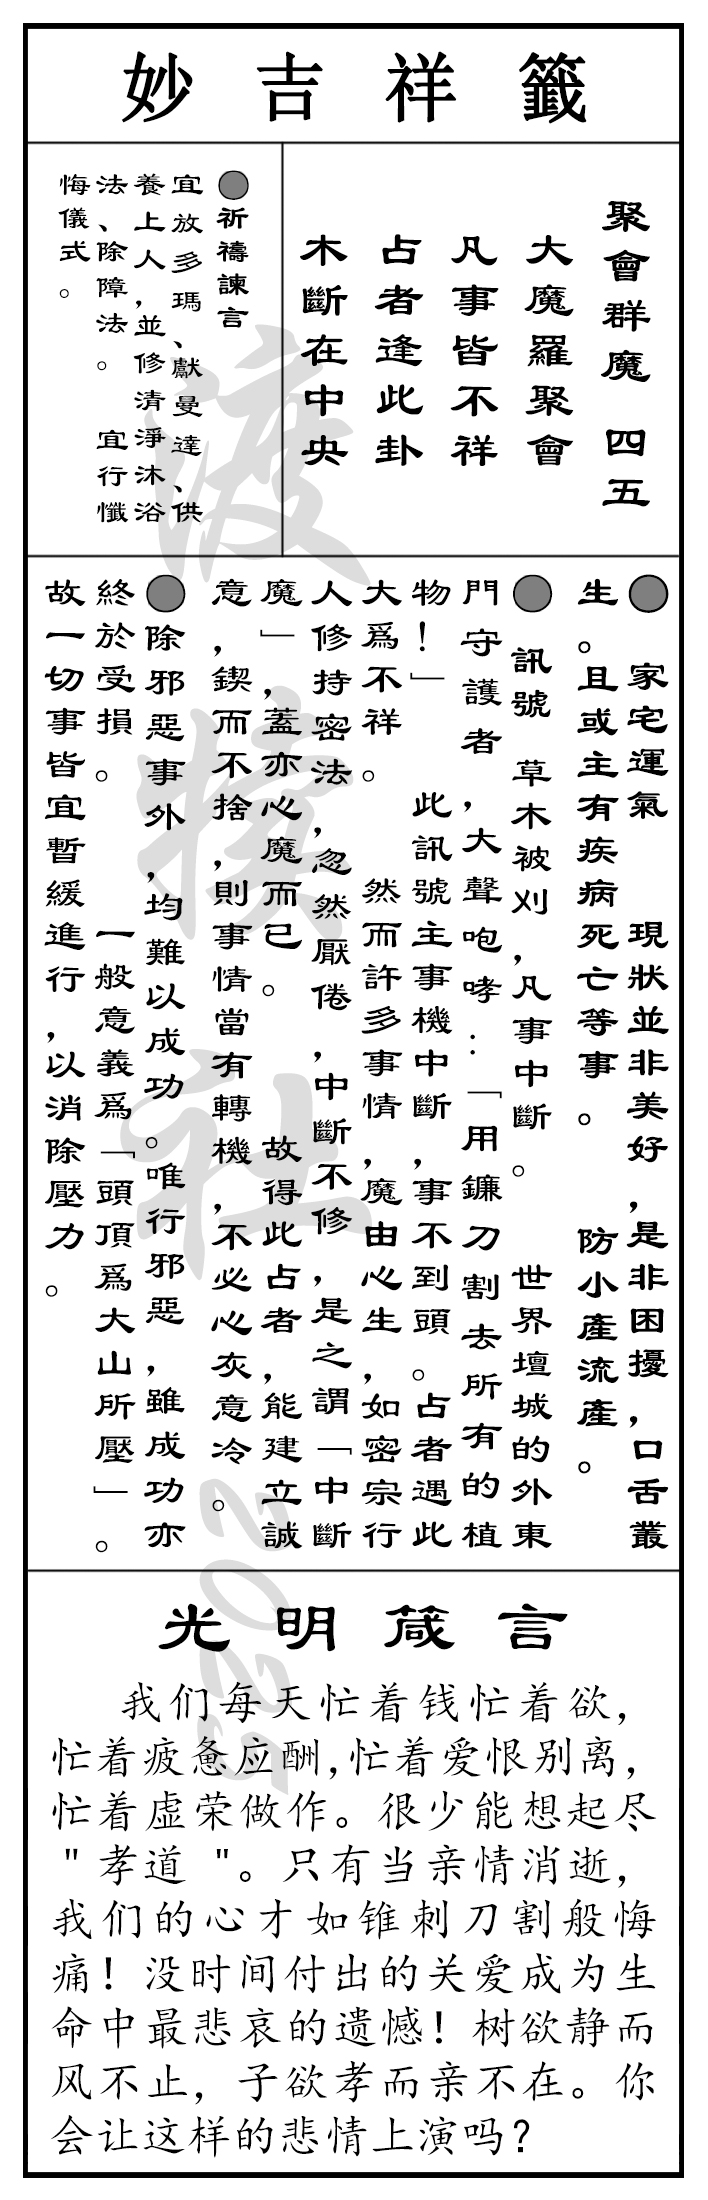 妙吉祥籤
聚會群魔 四五
大魔羅聚會
凡事皆不祥
占者逢此卦
木斷在中央
●祈禱諫言
宜放多瑪、獻曼達、供
養上人，並修清淨沐浴
法、除障法。 宜行懺
悔儀式。
● 家宅運氣 現狀並非美好，是非困擾，口舌叢
生。且或主有疾病死亡等事。 防小產流產。
● 訊號 草木被刈，凡事中斷。 世界壇城的外東
門守護者，大聲咆哮：「用鐮刀割去所有的植
物！」 此訊號主事機中斷，事不到頭。占者遇此
大爲不祥。 然而許多事情，魔由心生，如密宗行
人修持密法，忽然厭倦，中斷不修，是之謂「中斷
魔」，蓋亦心魔而已。 故得此占者，能建立誠
意，鍥而不捨，則事情當有轉機，不必心灰意冷。
●除邪惡事外，均難以成功。唯行邪惡，雖成功亦
終於受損。 一般意義爲「頭頂爲大山所壓」。
故一切事皆宜暫緩進行，以消除壓力。
渡犊社2025
光明箴言
我们每天忙着钱忙着欲，
忙着疲惫应酬,忙着爱恨别离，
忙着虚荣做作。很少能想起尽
"孝道 "。只有当亲情消逝，
我们的心才如锥刺刀割般悔
痛！没时间付出的关爱成为生
命中最悲哀的遗憾！树欲静而
风不止，子欲孝而亲不在。你
会让这样的悲情上演吗？